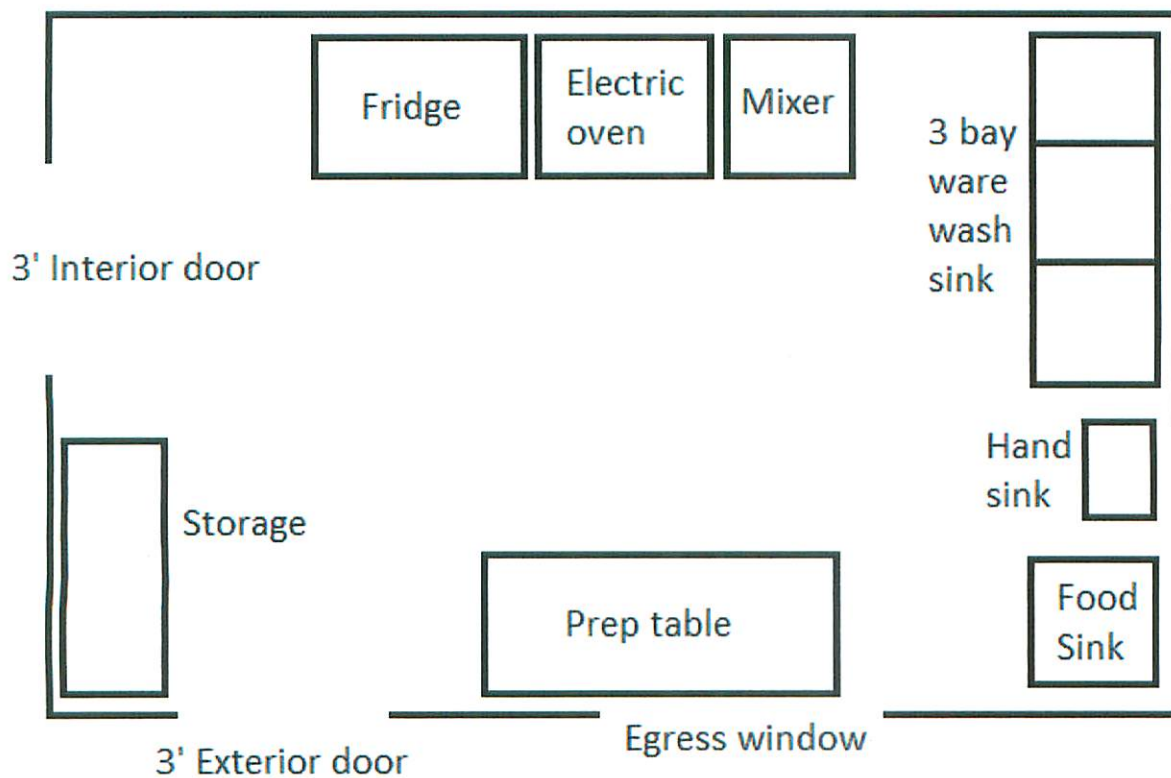 Fridge
Electric
oven
Mixer
3 bay
ware
wash
sink
3' Interior door
Hand
sink
Storage
Prep table
Food
Sink
Egress window
3' Exterior door